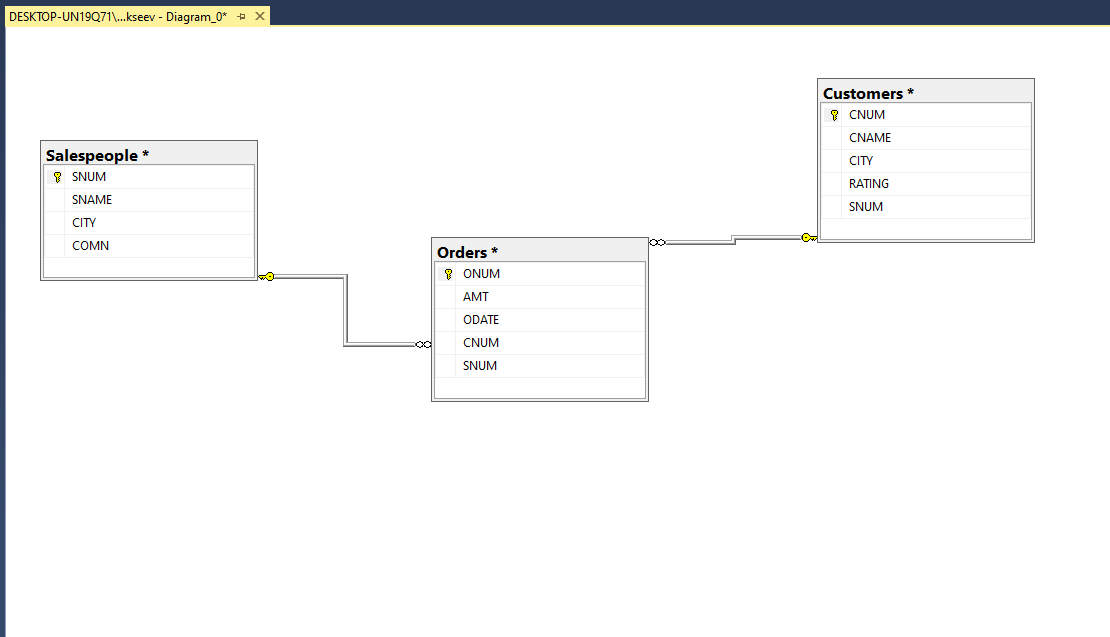 DESKTOP-UN19Q71\...kseev - Diagram_0*
Salespeople *
SNUM
SNAME
CITY
COMN
Orders *
ONUM
AMT
ODATE
CNUM
SNUM
Customers *
CNUM
CNAME
CITY
RATING
SNUM